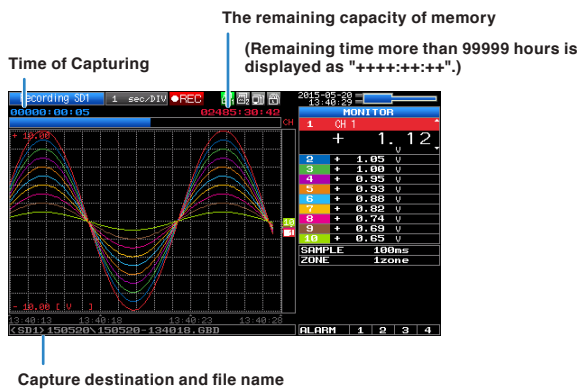 The remaining capacity of memory
(Remaining time more than 99999 hours is
displayed as "++++:++:++".)
Time of Capturing
Recording SD1 1 sec/DIV ●REC 2015-05-20
13:40:29
00000:00:05 02485:30:42 MONITOR
CH 1 CH 1
+ 10.00
+ 1. 12 V
2 + 1.05 V
3 + 1.00 V
4 + 0.95 V
5 + 0.93 V
6 + 0.88 V
7 + 0.82 V
8 + 0.74 V
9 + 0.69 V
10 + 0.65 V
10
1
SAMPLE 100ms
ZONE 1zone
- 10.00 [ V ]
13:40:13 13:40:18 13:40:23 13:40:28
<SD1> 150520\150520-134018.GBD
ALARM 1 2 3 4
Capture destination and file name